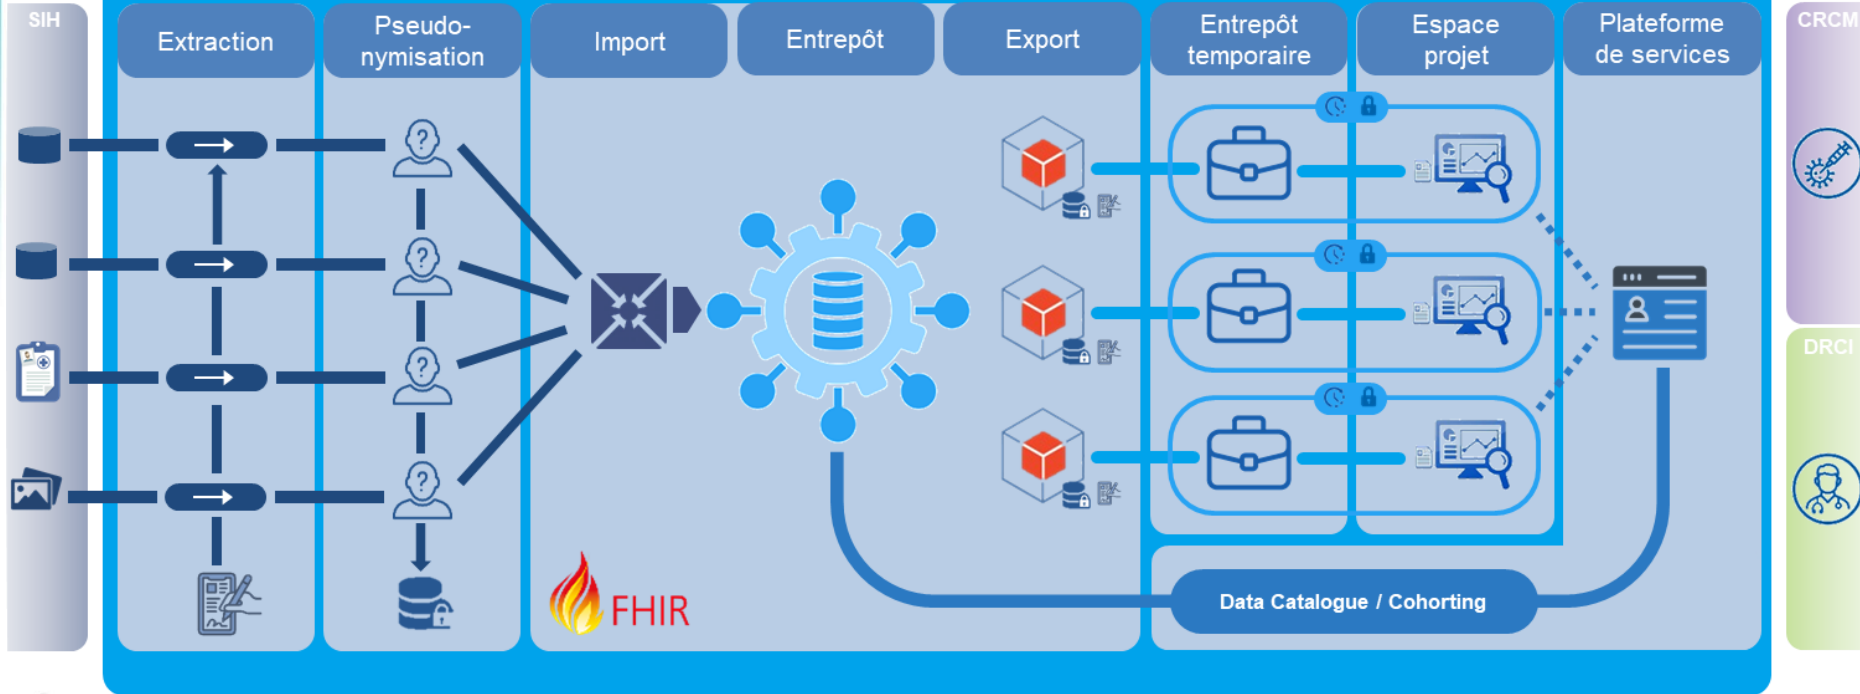 SIH
Extraction
Pseudo-
nymisation
Import
Entrepôt
Export
Entrepôt
temporaire
Espace
projet
Plateforme
de services
CRCM
DRCI
FHIR
Data Catalogue / Cohorting